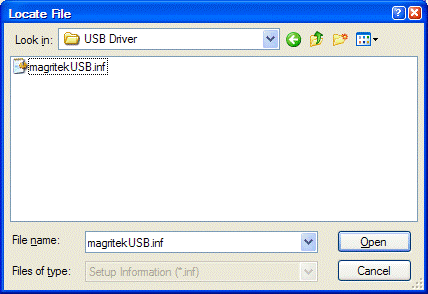 Locate File
Look in: USB Driver
magritekUSB.inf
File name: magritekUSB.inf Open
Files of type: Setup Information (*.inf) Cancel